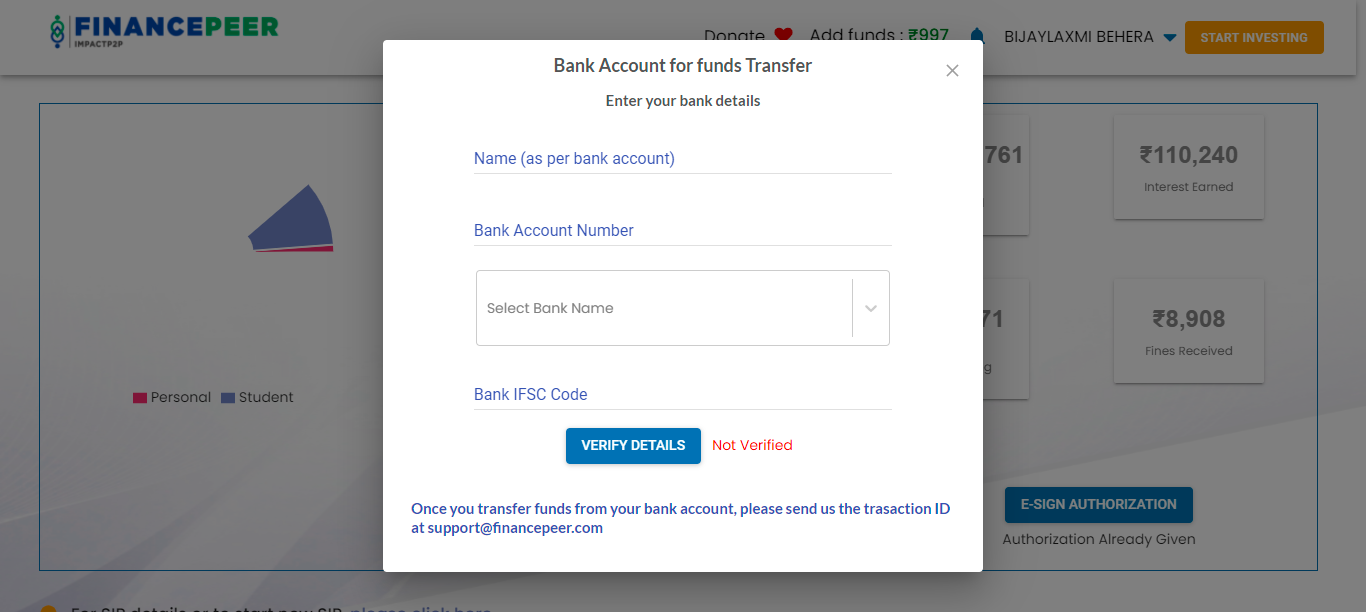 FINANCEPEER
IMPACTP2P
Donate Add funds : ₹997 BIJAYLAXMI BEHERA START INVESTING
Bank Account for funds Transfer
Enter your bank details
Name (as per bank account)
761 ₹110,240
Interest Earned
Bank Account Number
Select Bank Name
71 ₹8,908
Fines Received
g
Personal Student
Bank IFSC Code
VERIFY DETAILS Not Verified
Once you transfer funds from your bank account, please send us the trasaction ID
at support@financepeer.com
E-SIGN AUTHORIZATION
Authorization Already Given
For SIP details or to start new SIP, please click here